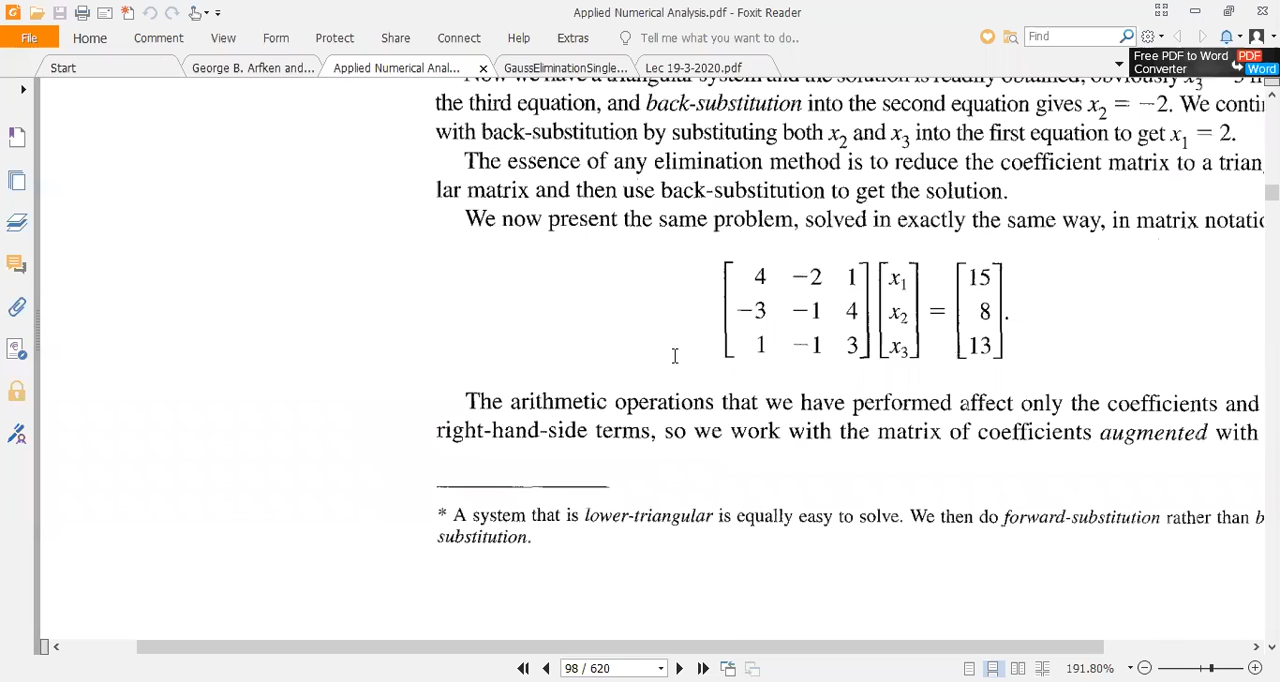 Applied Numerical Analysis.pdf - Foxit Reader
File Home Comment View Form Protect Share Connect Help Extras Tell me what you want to do.. Find
Free PDF to Word Converter PDF Word
Start George B. Arfken and... Applied Numerical Anal... GaussEliminationSingle... Lec 19-3-2020.pdf
the third equation, and back-substitution into the second equation gives x2 = −2. We conti
with back-substitution by substituting both x2 and x3 into the first equation to get x1 = 2.
The essence of any elimination method is to reduce the coefficient matrix to a trian
lar matrix and then use back-substitution to get the solution.
We now present the same problem, solved in exactly the same way, in matrix notatio
4 −2 1 x1 15
−3 −1 4 x2 = 8 .
1 −1 3 x3 13
The arithmetic operations that we have performed affect only the coefficients and
right-hand-side terms, so we work with the matrix of coefficients augmented with
* A system that is lower-triangular is equally easy to solve. We then do forward-substitution rather than b
substitution.
98 / 620 191.80%